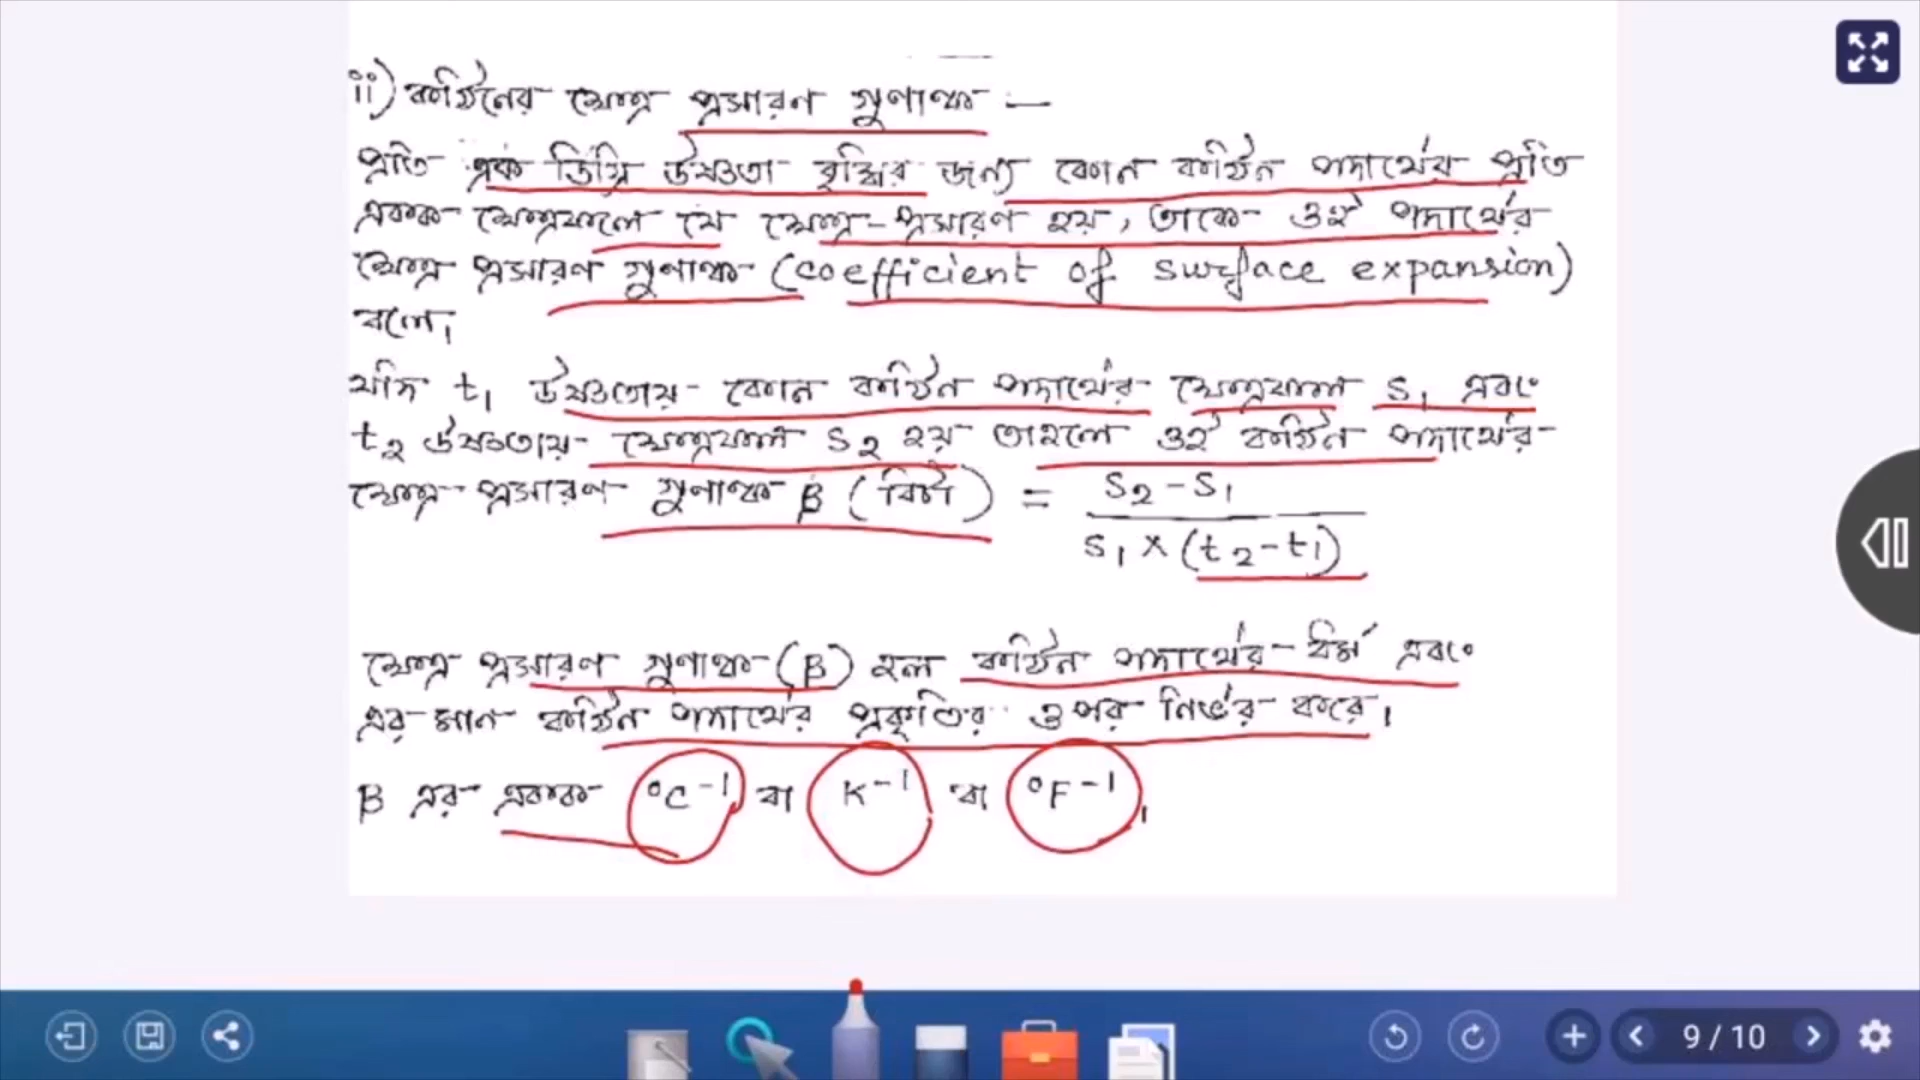 ii) কঠিনের ক্ষেত্র প্রসারণ গুণাঙ্ক —
প্রতি এক ডিগ্রি উষ্ণতা বৃদ্ধির জন্য কোন কঠিন পদার্থের প্রতি
একক ক্ষেত্রফলে যে ক্ষেত্র-প্রসারণ হয়, তাকে ওই পদার্থের
ক্ষেত্র প্রসারণ গুণাঙ্ক (coefficient of surface expansion)
বলে।
যদি t₁ উষ্ণতায় কোন কঠিন পদার্থের ক্ষেত্রফল S₁ এবং
t₂ উষ্ণতায় ক্ষেত্রফল S₂ হয় তাহলে ওই কঠিন পদার্থের
ক্ষেত্র প্রসারণ গুণাঙ্ক β (বিটা) = S₂-S₁ / S₁ × (t₂-t₁)
ক্ষেত্র প্রসারণ গুণাঙ্ক (β) হল কঠিন পদার্থের ধর্ম এবং
এর মান কঠিন পদার্থের প্রকৃতির ওপর নির্ভর করে।
β এর একক °C⁻¹ বা K⁻¹ বা °F⁻¹।
9 / 10